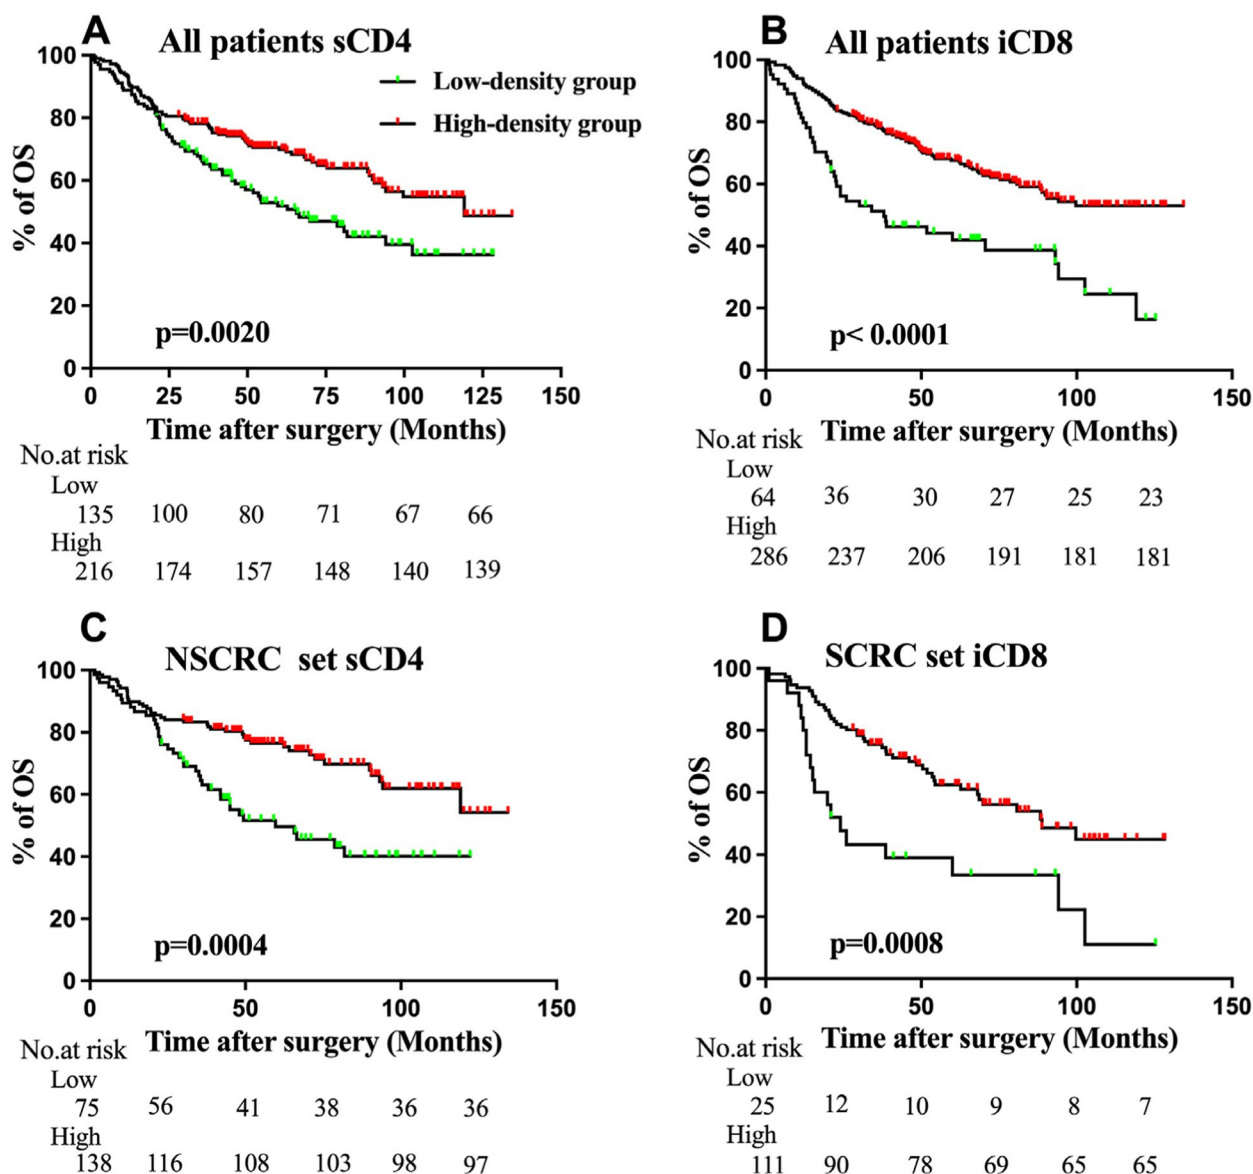 A
All patients sCD4
Low-density group
High-density group
% of OS
100
80
60
40
20
0
p=0.0020
0 25 50 75 100 125 150
Time after surgery (Months)
No.at risk
Low
135 100 80 71 67 66
High
216 174 157 148 140 139
B
All patients iCD8
% of OS
100
80
60
40
20
0
p< 0.0001
0 50 100 150
Time after surgery (Months)
No.at risk
Low
64 36 30 27 25 23
High
286 237 206 191 181 181
C
NSCRC set sCD4
% of OS
100
80
60
40
20
0
p=0.0004
0 50 100 150
Time after surgery (Months)
No.at risk
Low
75 56 41 38 36 36
High
138 116 108 103 98 97
D
SCRC set iCD8
% of OS
100
80
60
40
20
0
p=0.0008
0 50 100 150
Time after surgery (Months)
No.at risk
Low
25 12 10 9 8 7
High
111 90 78 69 65 65